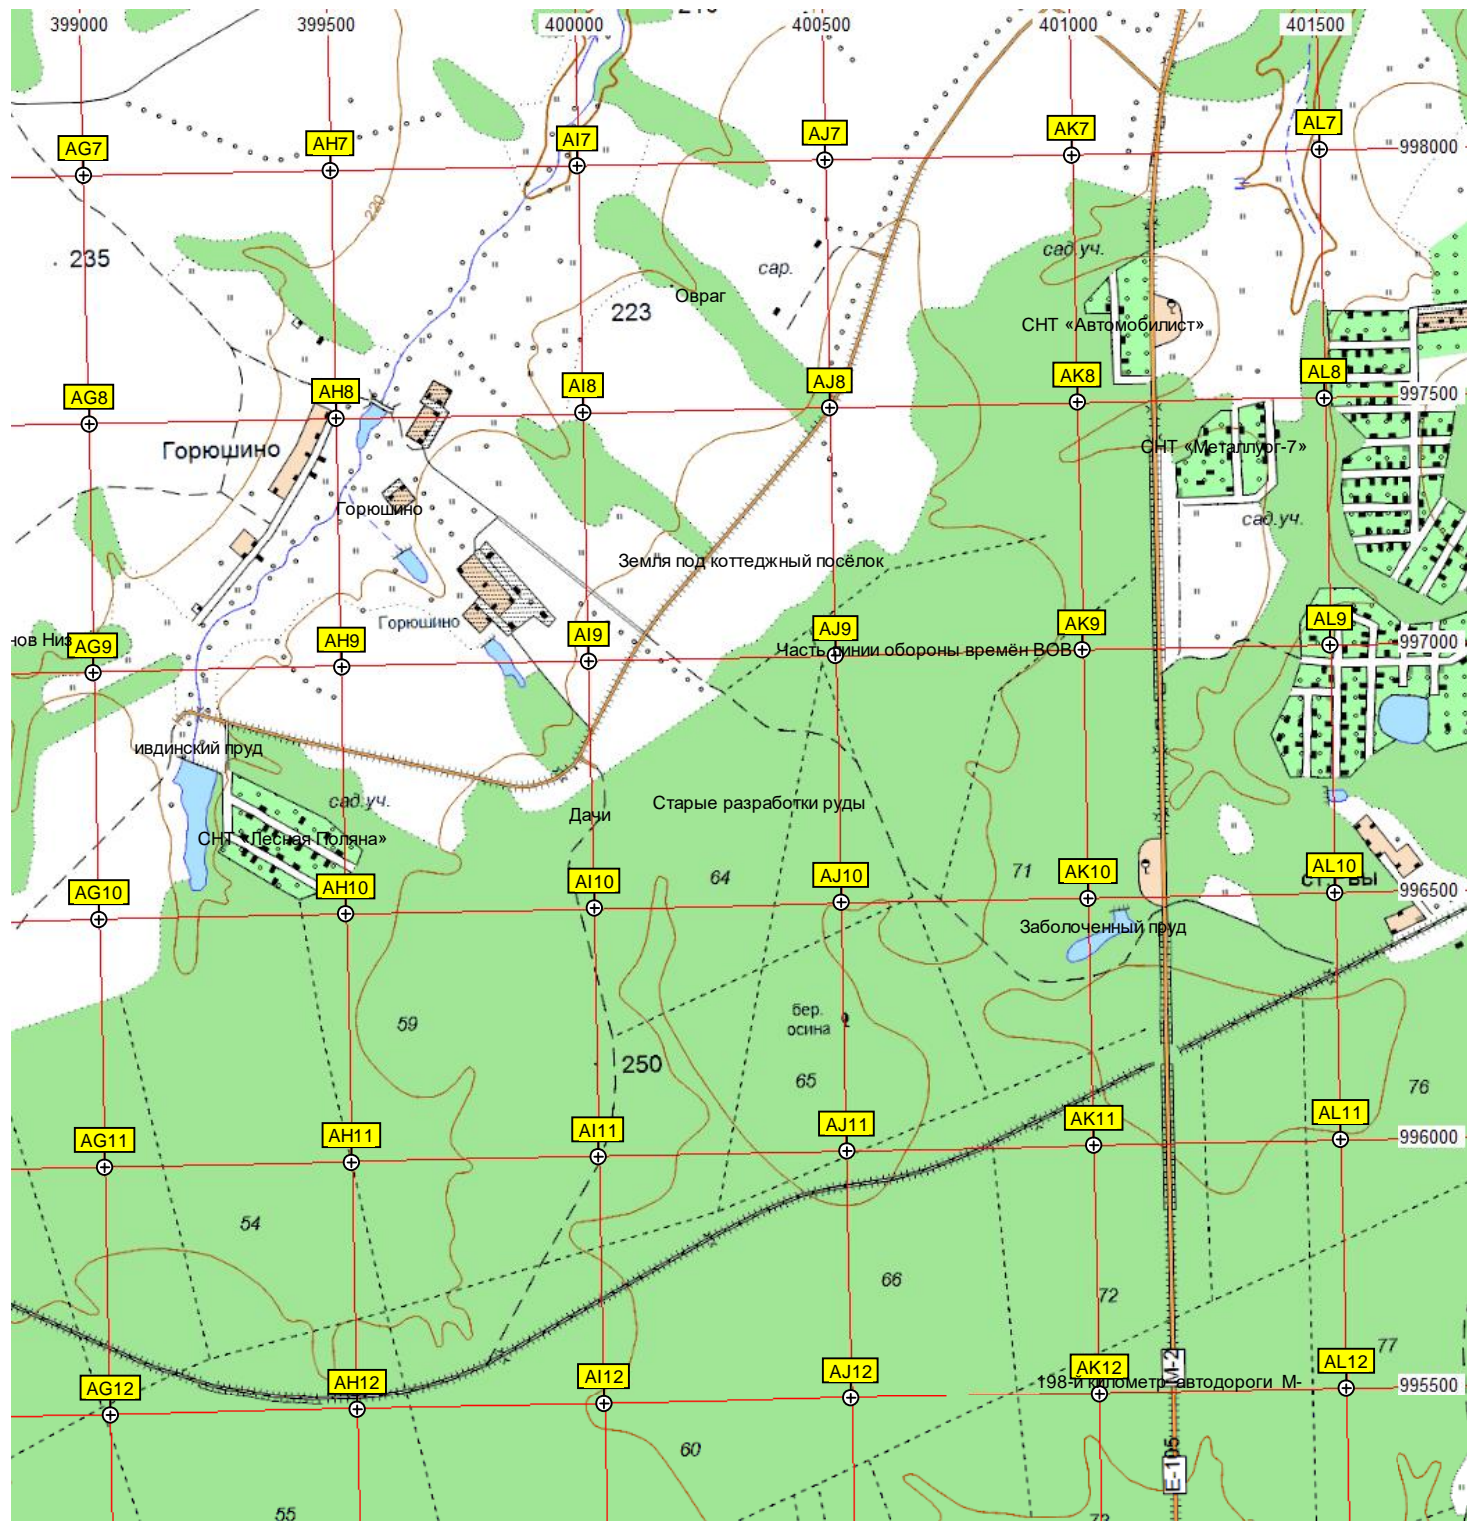 399000 399500 400000 400500 401000 401500
AG7 AH7 AI7 AJ7 AK7 AL7
998000
220
235
сад.уч.
сар.
Овраг
223
СНТ «Автомобилист»
AG8 AH8 AI8 AJ8 AK8 AL8
997500
Горюшино
СНТ «Металлург-7»
Горюшино
сад.уч.
Земля под коттеджный посёлок
Горюшино
нов Низ
AG9 AH9 AI9 AJ9 AK9 AL9
997000
Часть линии обороны времён ВОВ
ивдинский пруд
сад.уч.
Старые разработки руды
Дачи
СНТ «Лесная Поляна»
64
71
AG10 AH10 AI10 AJ10 AK10 AL10
996500
Заболоченный пруд
бер.
осина
59
250
65
76
AG11 AH11 AI11 AJ11 AK11 AL11
996000
54
66
72
77
M-2
AG12 AH12 AI12 AJ12 AK12 AL12
995500
198-й километр автодороги М-
60
E-105
55